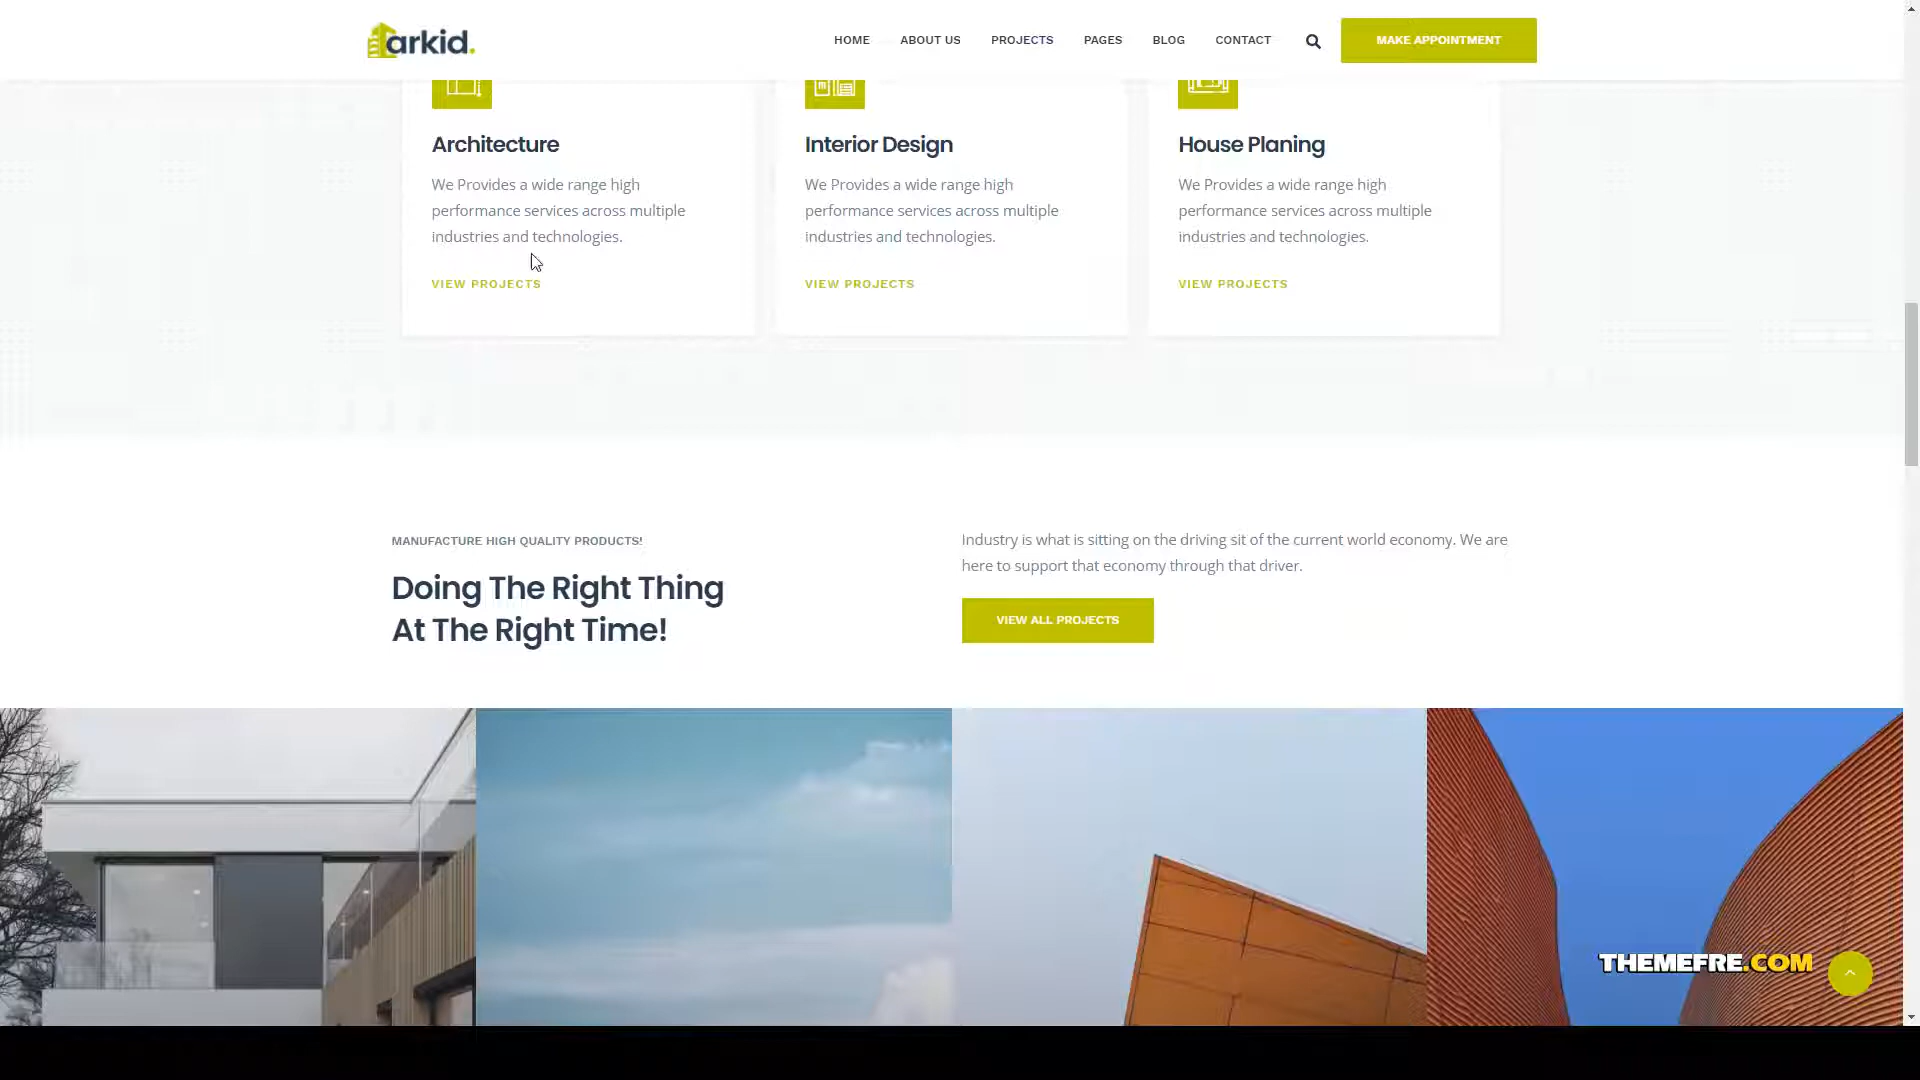 arkid.
HOME ABOUT US PROJECTS PAGES BLOG CONTACT MAKE APPOINTMENT
Architecture
We Provides a wide range high
performance services across multiple
industries and technologies.
VIEW PROJECTS
Interior Design
We Provides a wide range high
performance services across multiple
industries and technologies.
VIEW PROJECTS
House Planing
We Provides a wide range high
performance services across multiple
industries and technologies.
VIEW PROJECTS
MANUFACTURE HIGH QUALITY PRODUCTS!
Doing The Right Thing
At The Right Time!
Industry is what is sitting on the driving sit of the current world economy. We are
here to support that economy through that driver.
VIEW ALL PROJECTS
THEMEFRE.COM